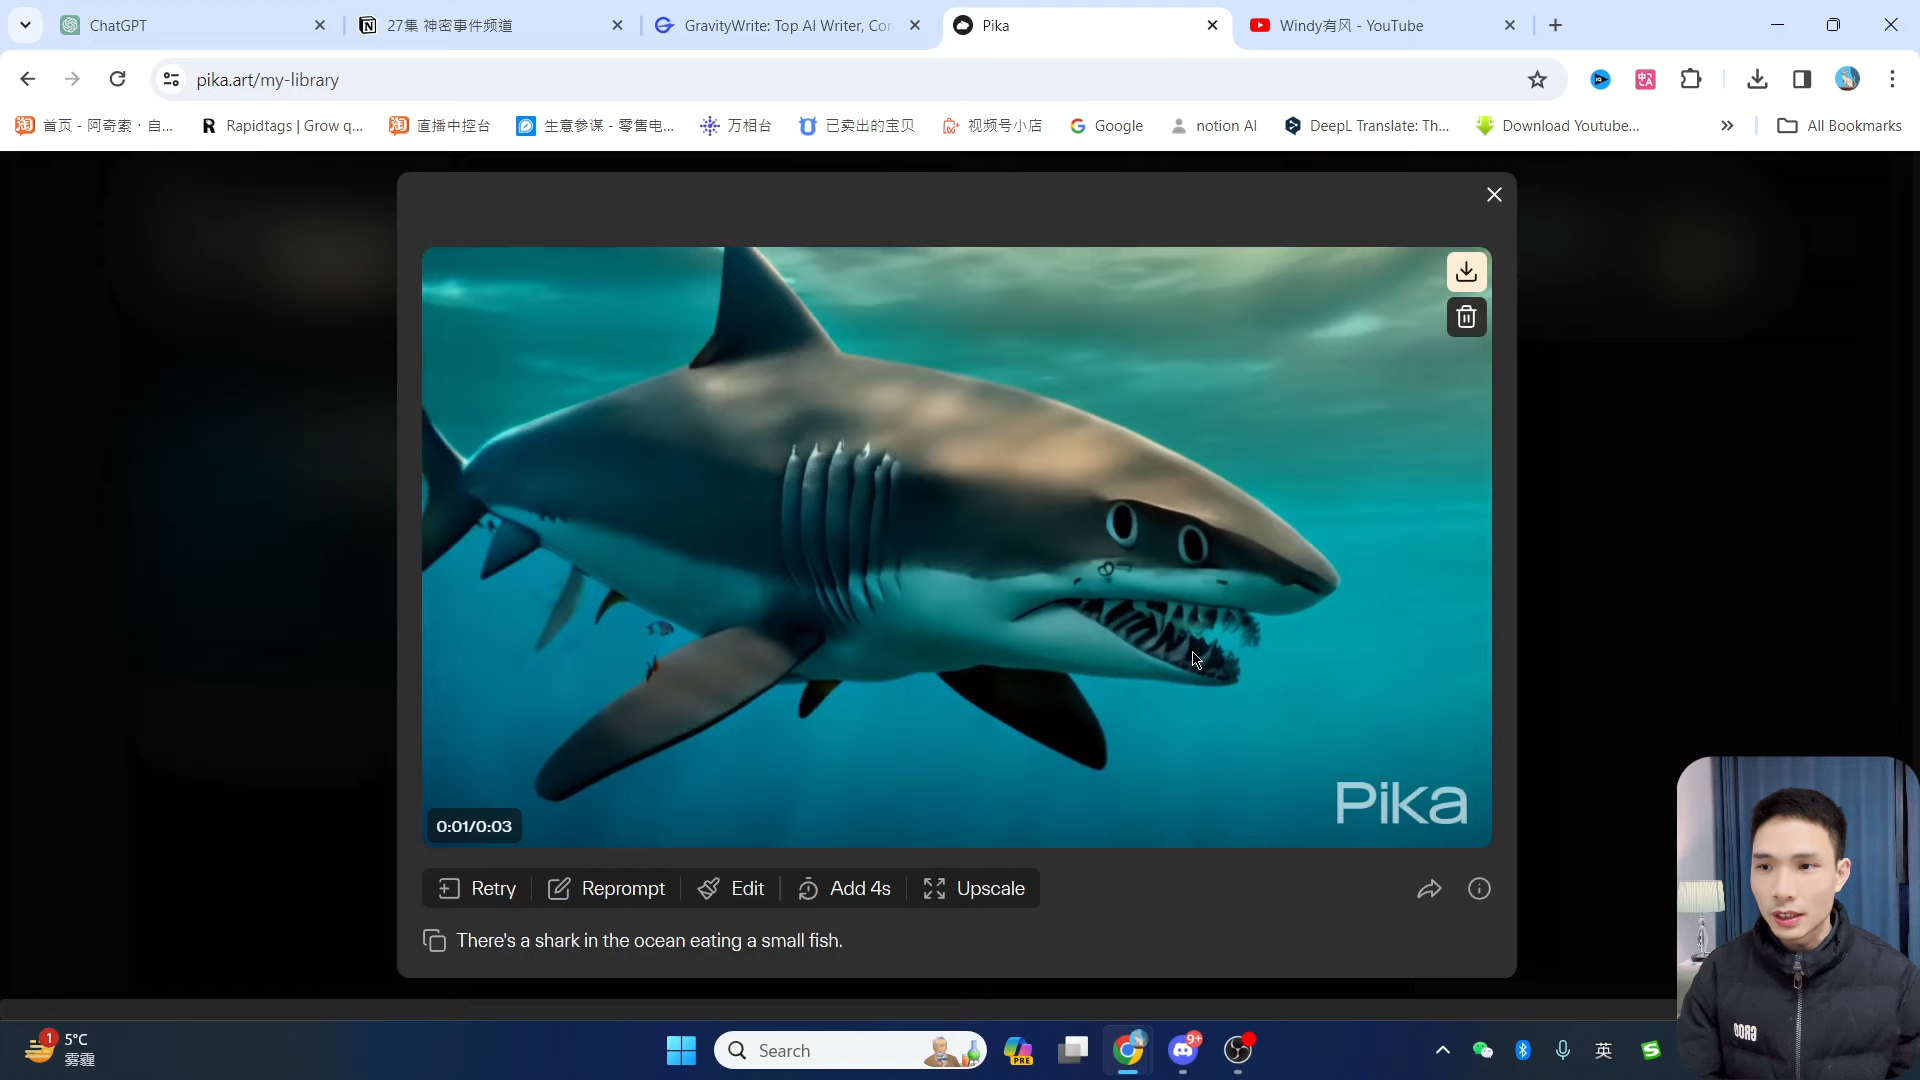 ChatGPT
27集 神密事件频道
GravityWrite: Top AI Writer, Con
Pika
Windy有风 - YouTube
pika.art/my-library
首页 - 阿奇索 · 自...
Rapidtags | Grow q...
直播中控台
生意参谋 - 零售电...
万相台
已卖出的宝贝
视频号小店
Google
notion AI
DeepL Translate: Th...
Download Youtube...
All Bookmarks
Pika
0:01/0:03
Retry
Reprompt
Edit
Add 4s
Upscale
There's a shark in the ocean eating a small fish.
1
5°C
雾霾
Search
PRE
9+
英